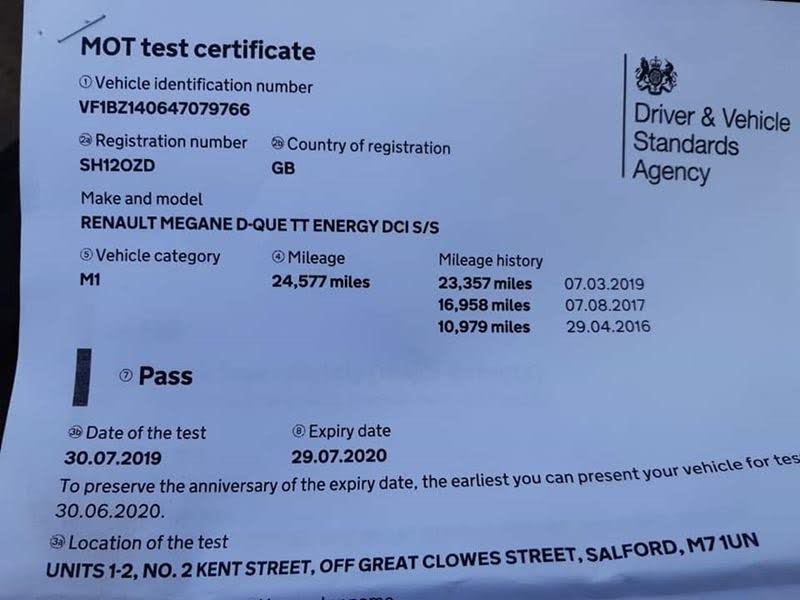 MOT test certificate
1 Vehicle identification number
VF1BZ140647079766
2a Registration number
SH12OZD
2b Country of registration
GB
Driver & Vehicle
Standards
Agency
Make and model
RENAULT MEGANE D-QUE TT ENERGY DCI S/S
5 Vehicle category
M1
4 Mileage
24,577 miles
Mileage history
23,357 miles 07.03.2019
16,958 miles 07.08.2017
10,979 miles 29.04.2016
7 Pass
3b Date of the test
30.07.2019
8 Expiry date
29.07.2020
To preserve the anniversary of the expiry date, the earliest you can present your vehicle for tes
30.06.2020.
3a Location of the test
UNITS 1-2, NO. 2 KENT STREET, OFF GREAT CLOWES STREET, SALFORD, M7 1UN